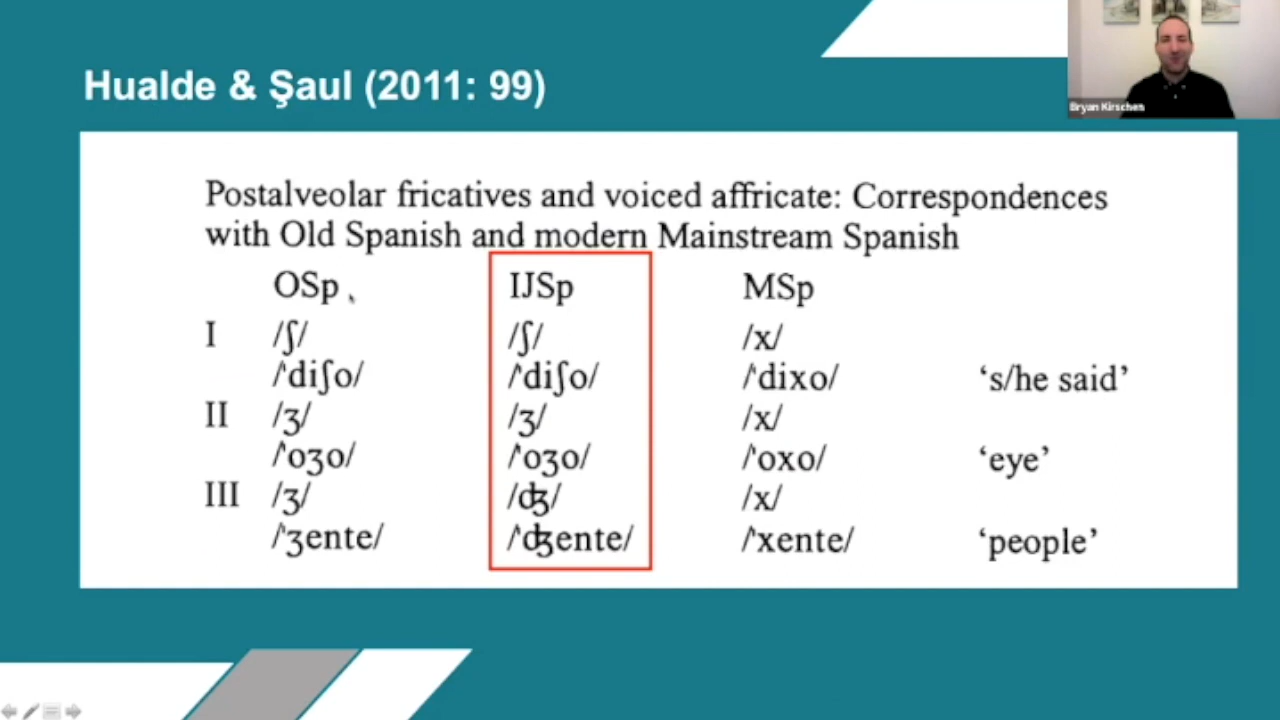 Hualde & Şaul (2011: 99)
Bryan Kirschen
Postalveolar fricatives and voiced affricate: Correspondences
with Old Spanish and modern Mainstream Spanish
OSp IJSp MSp
I /ʃ/ /ʃ/ /x/
/ˈdiʃo/ /ˈdiʃo/ /ˈdixo/ ‘s/he said’
II /ʒ/ /ʒ/ /x/
/ˈoʒo/ /ˈoʒo/ /ˈoxo/ ‘eye’
III /ʒ/ /ʤ/ /x/
/ˈʒente/ /ˈʤente/ /ˈxente/ ‘people’